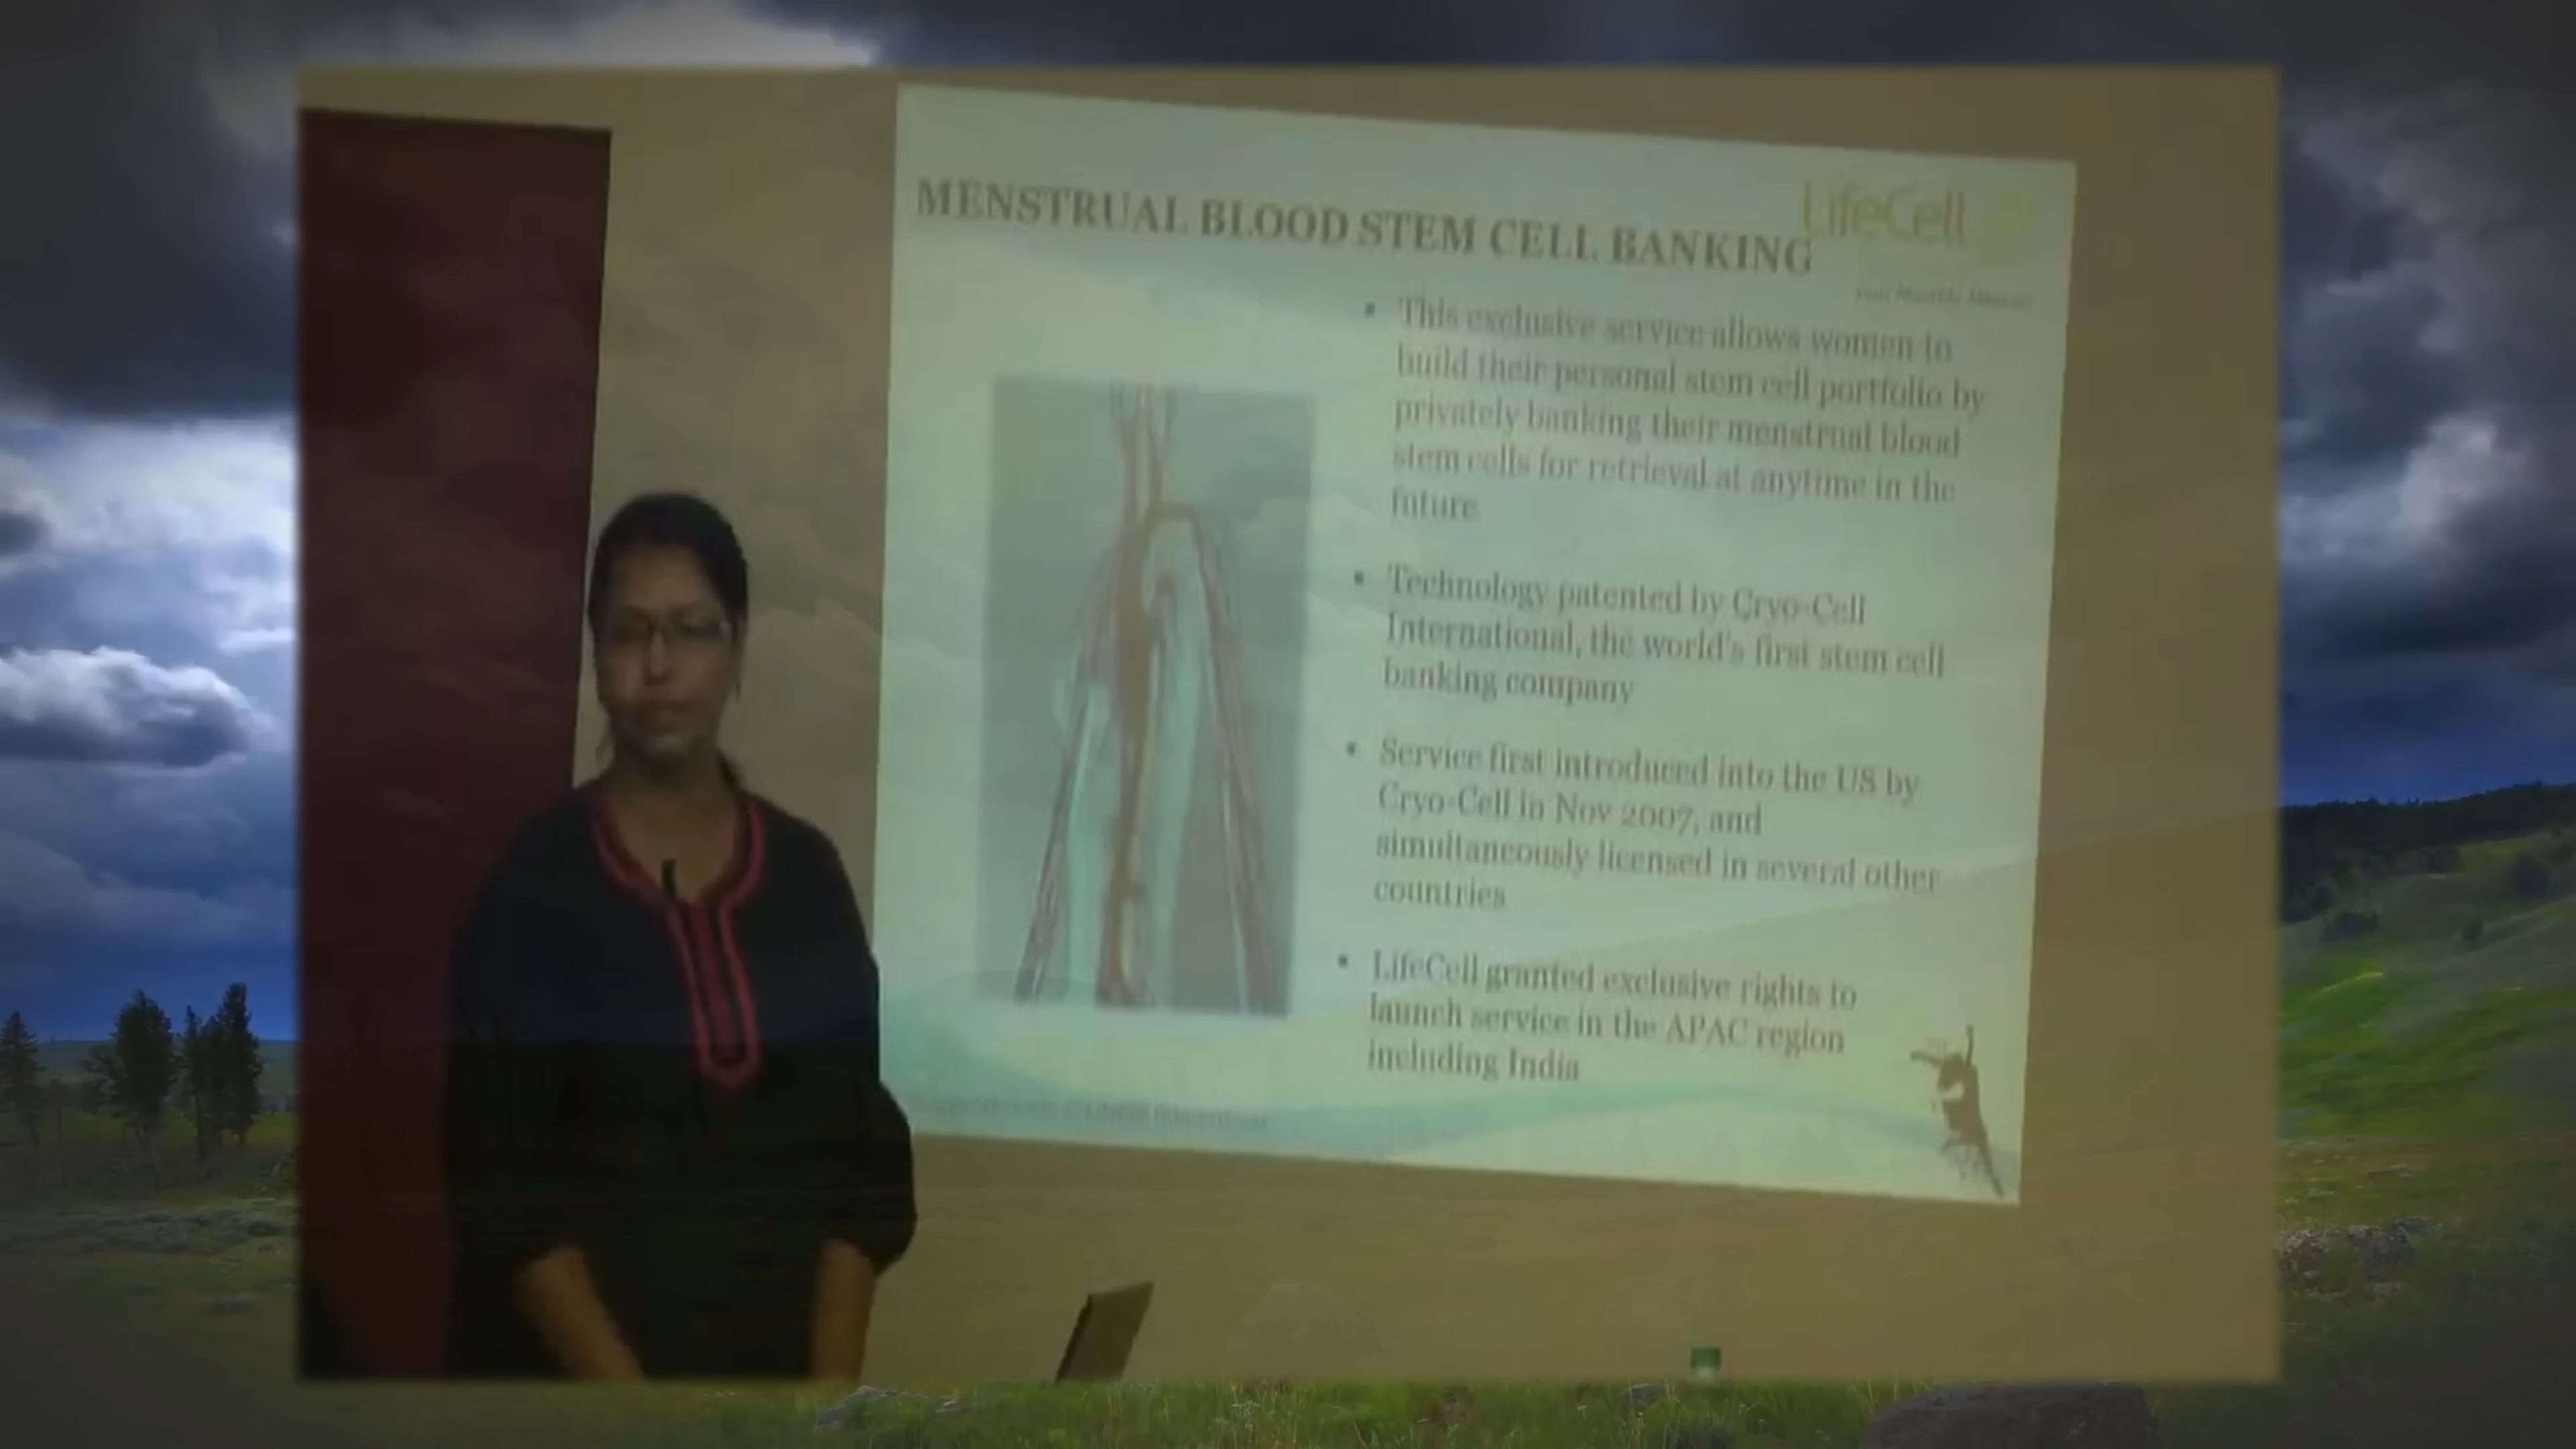 LifeCell
MENSTRUAL BLOOD STEM CELL BANKING
• This exclusive service allows women to
build their personal stem cell portfolio by
privately banking their menstrual blood
stem cells for retrieval at anytime in the
future
• Technology patented by Cryo-Cell
International, the world's first stem cell
banking company
• Service first introduced into the US by
Cryo-Cell in Nov 2007, and
simultaneously licensed in several other
countries
• LifeCell granted exclusive rights to
launch service in the APAC region
including India